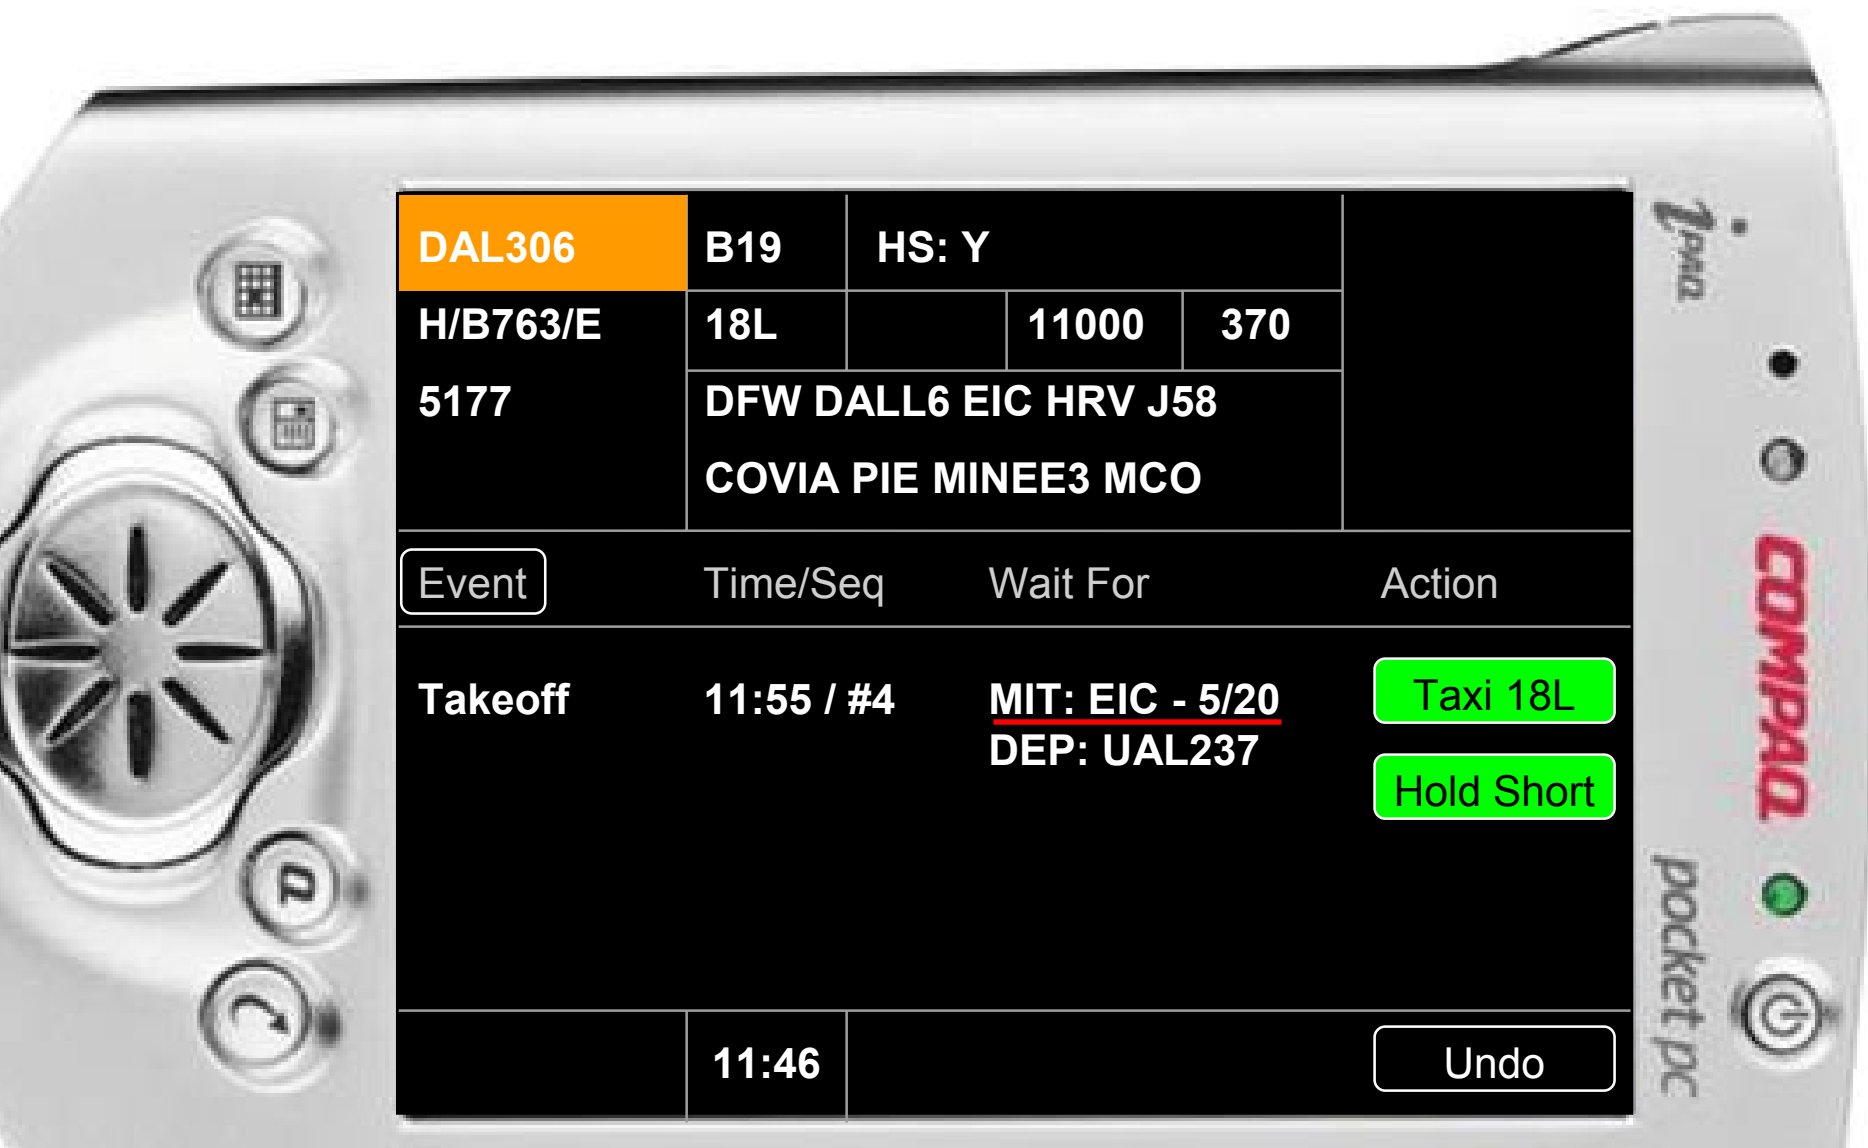 DAL306 B19 HS: Y
H/B763/E 18L 11000 370
5177 DFW DALL6 EIC HRV J58
COVIA PIE MINEE3 MCO
Event Time/Seq Wait For Action
Takeoff 11:55 / #4 MIT: EIC - 5/20 Taxi 18L
DEP: UAL237
Hold Short
11:46 Undo
iPAQ
COMPAQ
pocket pc